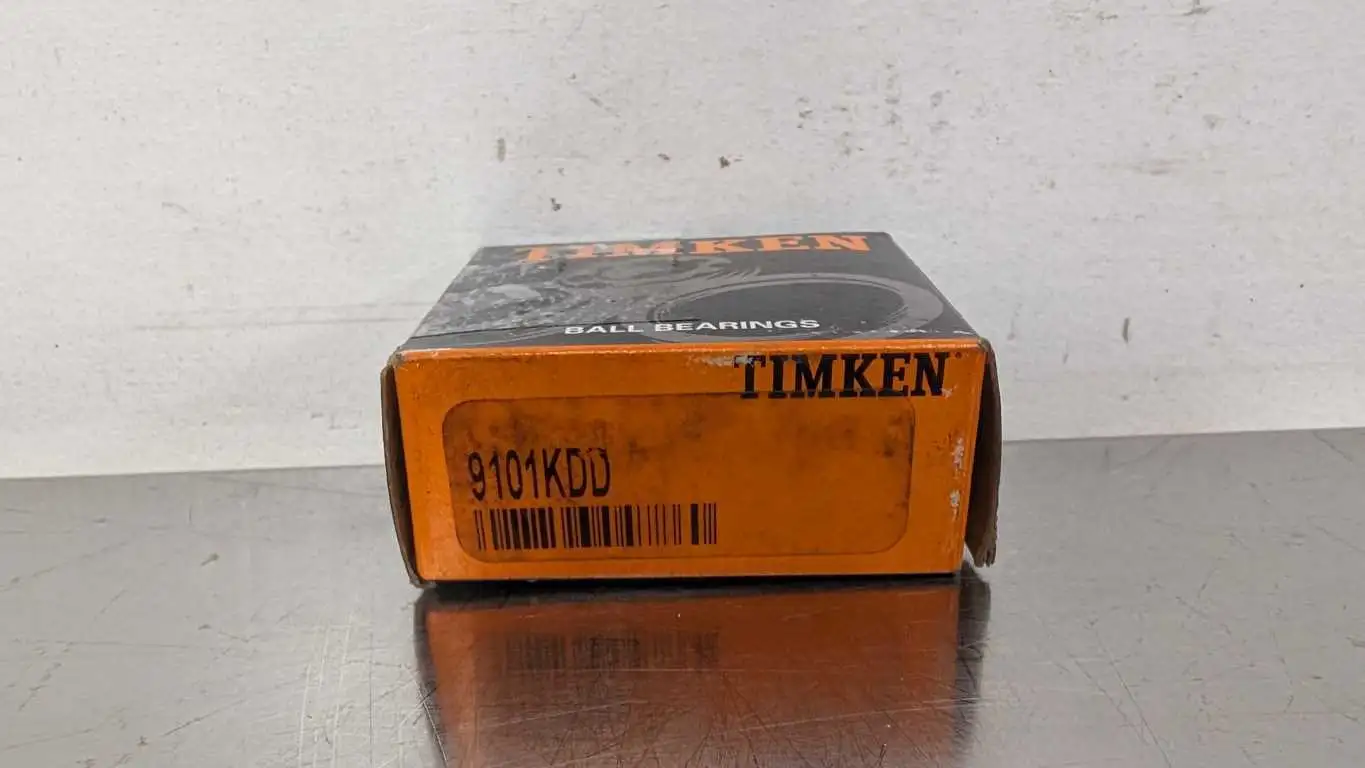 TIMKEN
BALL BEARINGS
TIMKEN
9101KDD